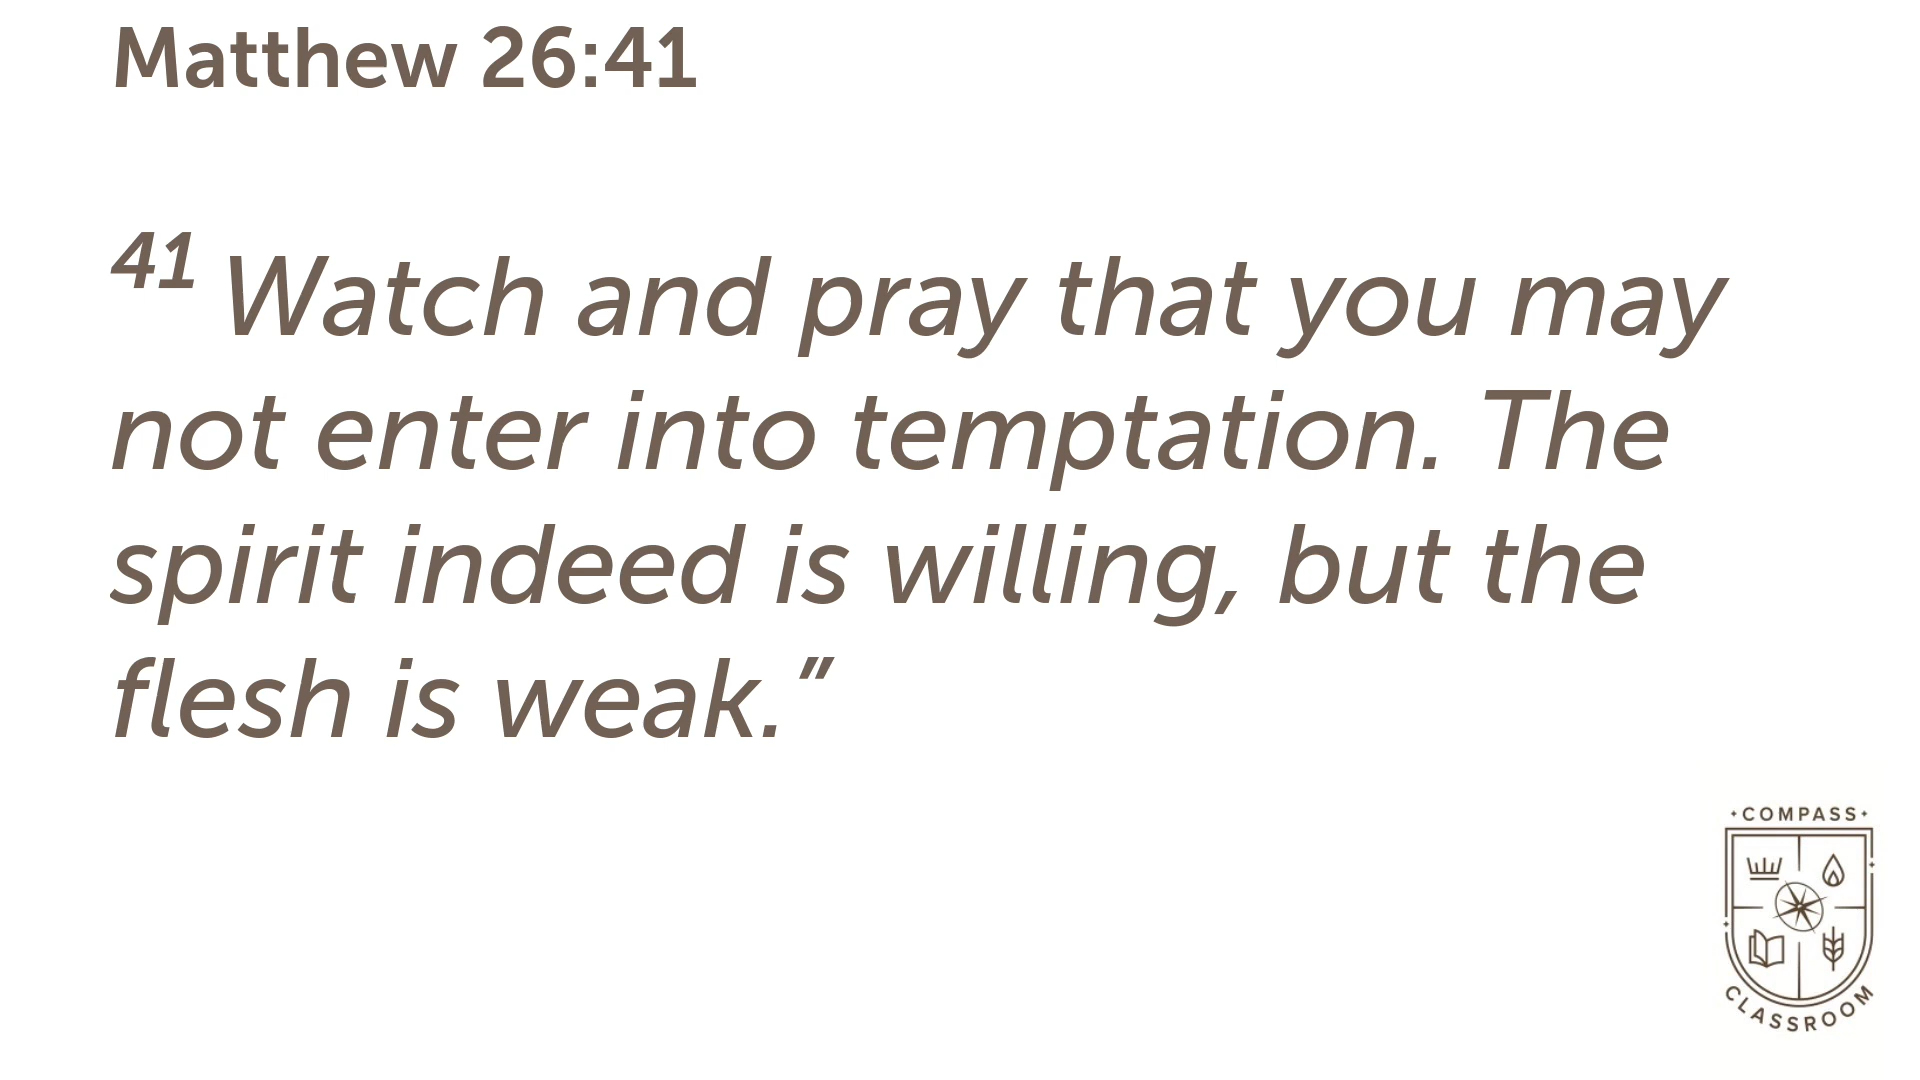 Matthew 26:41
41 Watch and pray that you may
not enter into temptation. The
spirit indeed is willing, but the
flesh is weak.”
COMPASS
CLASSROOM